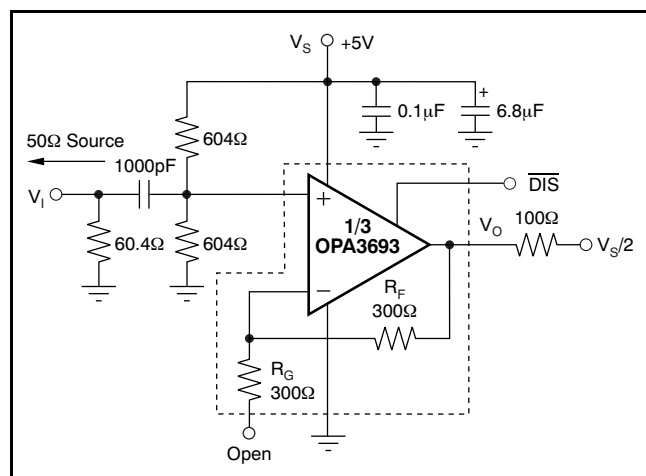 V_S +5V
0.1μF
6.8μF
+
604Ω
50Ω Source
1000pF
DIS
V_I
+
1/3
OPA3693
V_O
100Ω
V_S/2
60.4Ω
604Ω
−
R_F
300Ω
R_G
300Ω
Open